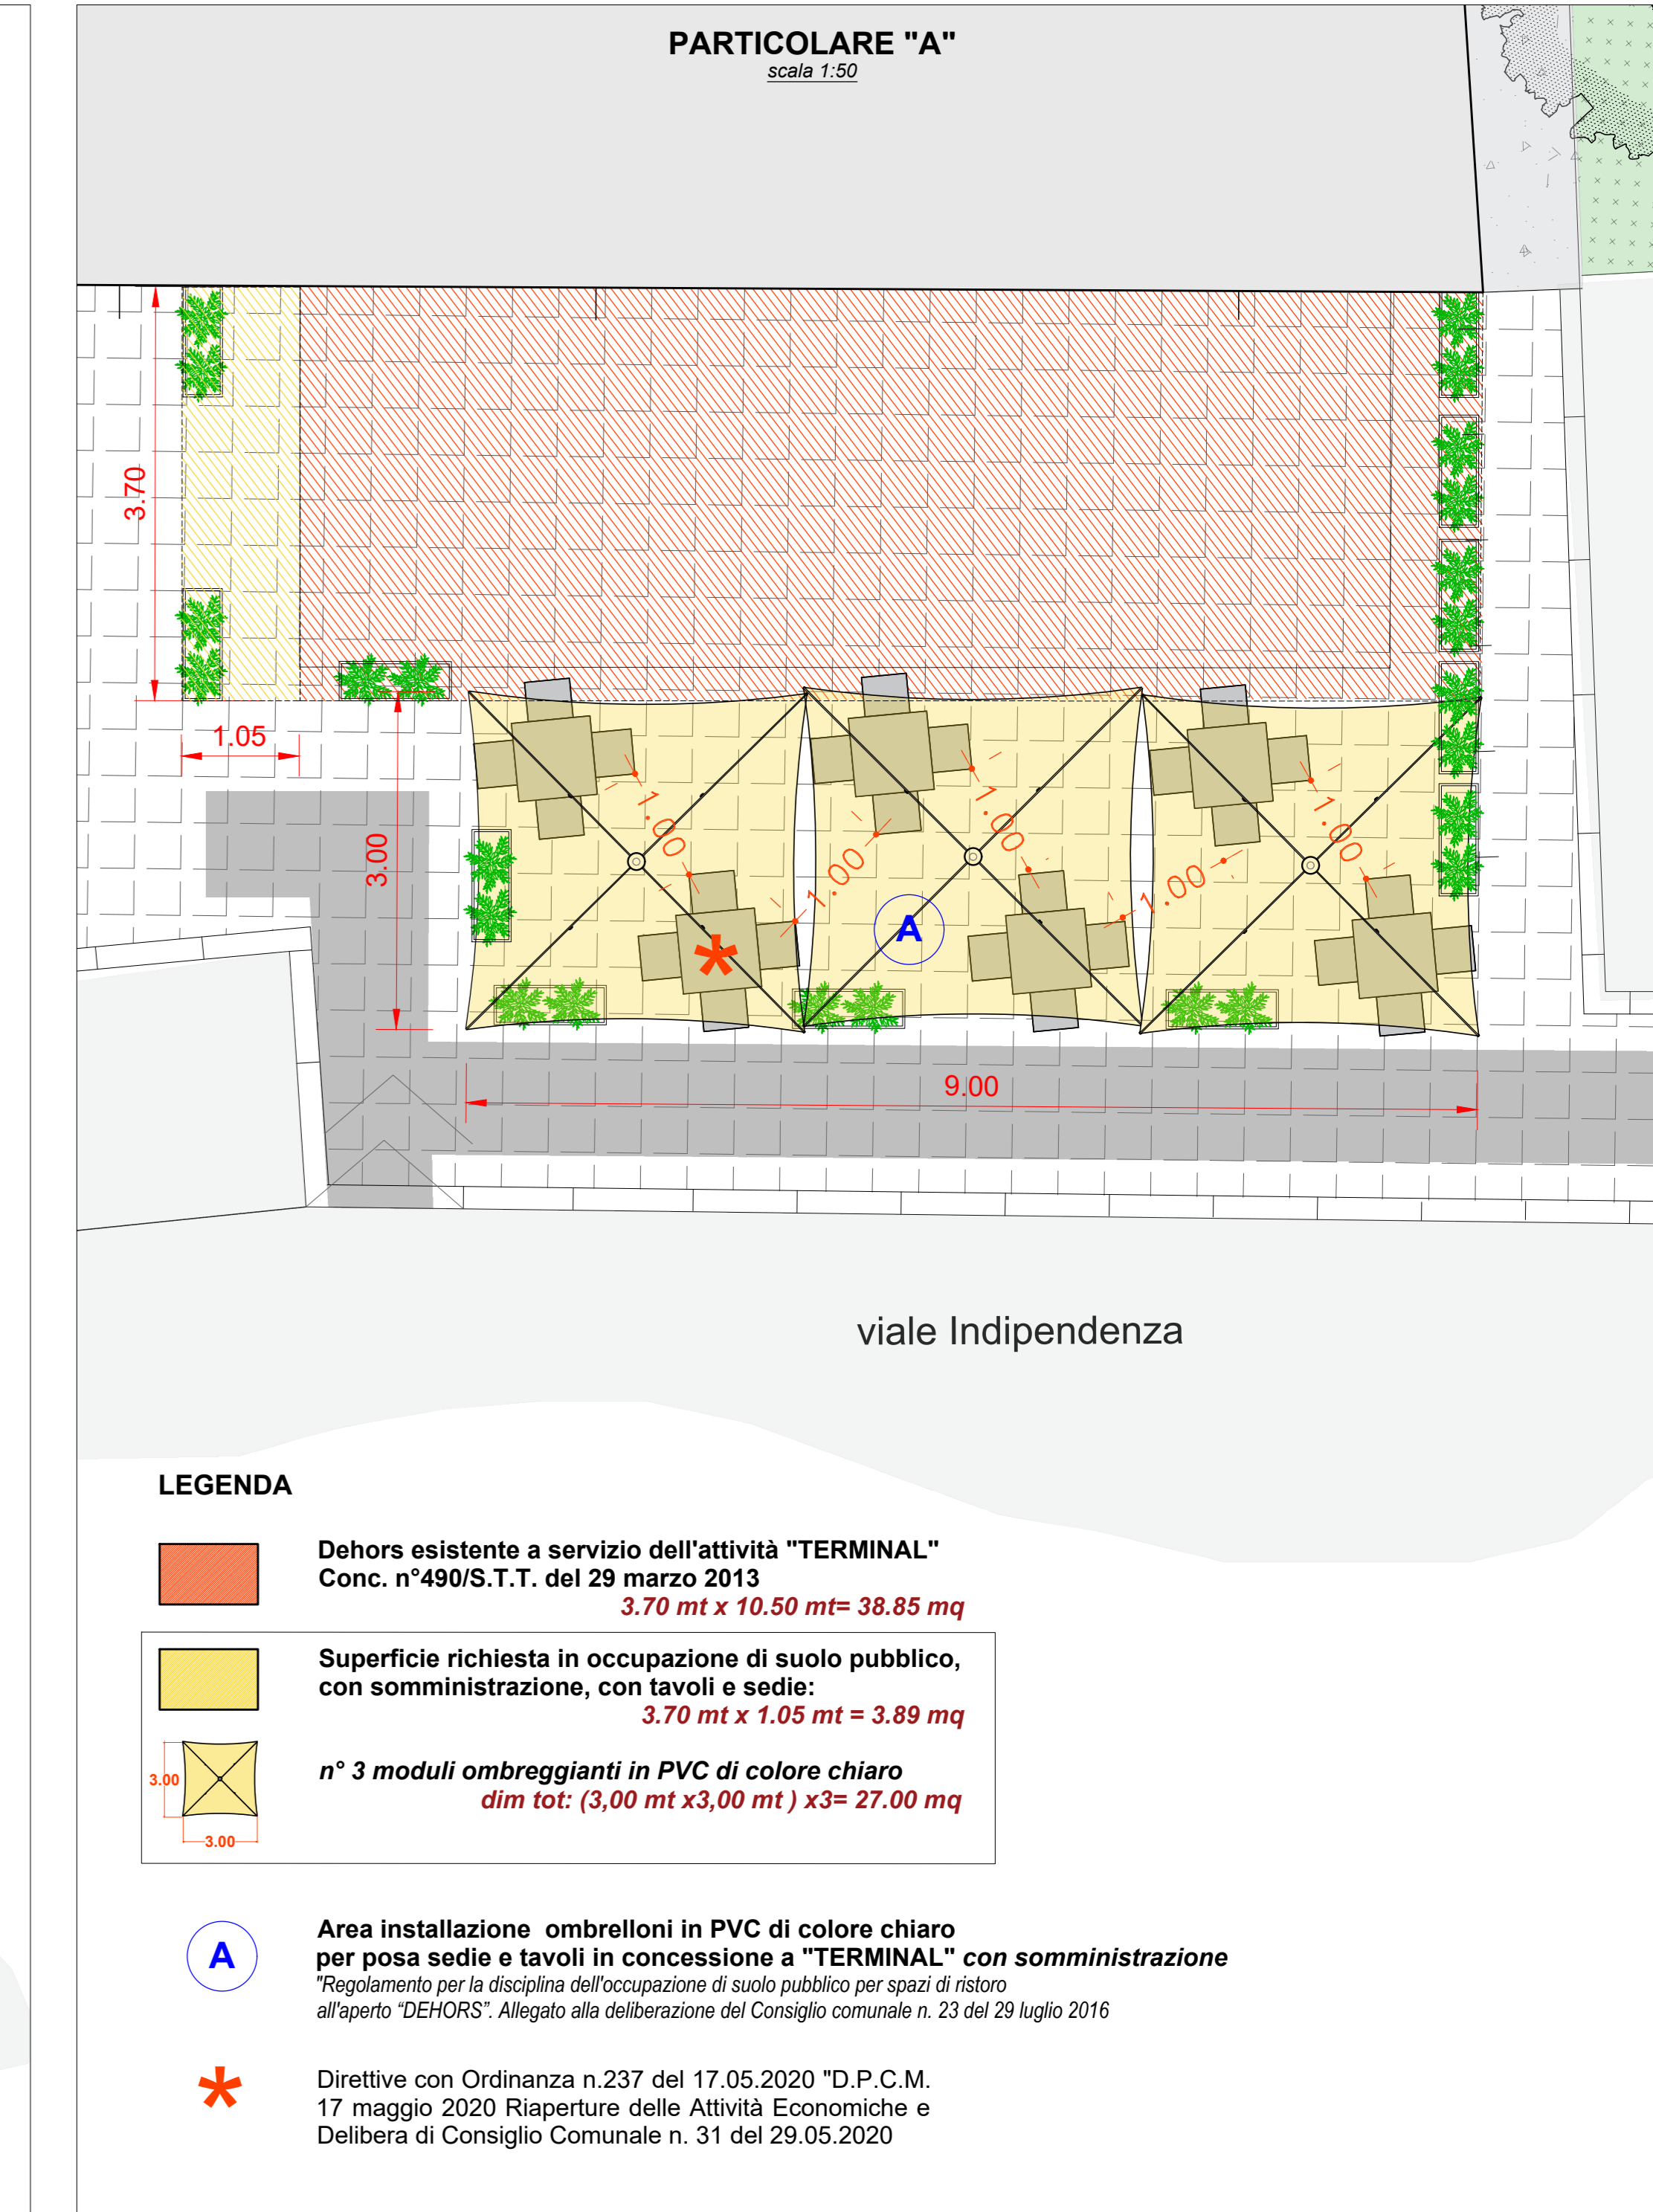 PARTICOLARE "A"
scala 1:50
3.70
1.05
3.00
1.00
1.00
1.00
1.00
1.00
A
9.00
viale Indipendenza
LEGENDA
Dehors esistente a servizio dell'attività "TERMINAL"
Conc. n°490/S.T.T. del 29 marzo 2013
3.70 mt x 10.50 mt= 38.85 mq
Superficie richiesta in occupazione di suolo pubblico,
con somministrazione, con tavoli e sedie:
3.70 mt x 1.05 mt = 3.89 mq
3.00
n° 3 moduli ombreggianti in PVC di colore chiaro
dim tot: (3,00 mt x3,00 mt ) x3= 27.00 mq
3.00
A
Area installazione ombrelloni in PVC di colore chiaro
per posa sedie e tavoli in concessione a "TERMINAL" con somministrazione
"Regolamento per la disciplina dell'occupazione di suolo pubblico per spazi di ristoro
all'aperto “DEHORS”. Allegato alla deliberazione del Consiglio comunale n. 23 del 29 luglio 2016
* Direttive con Ordinanza n.237 del 17.05.2020 "D.P.C.M.
17 maggio 2020 Riaperture delle Attività Economiche e
Delibera di Consiglio Comunale n. 31 del 29.05.2020